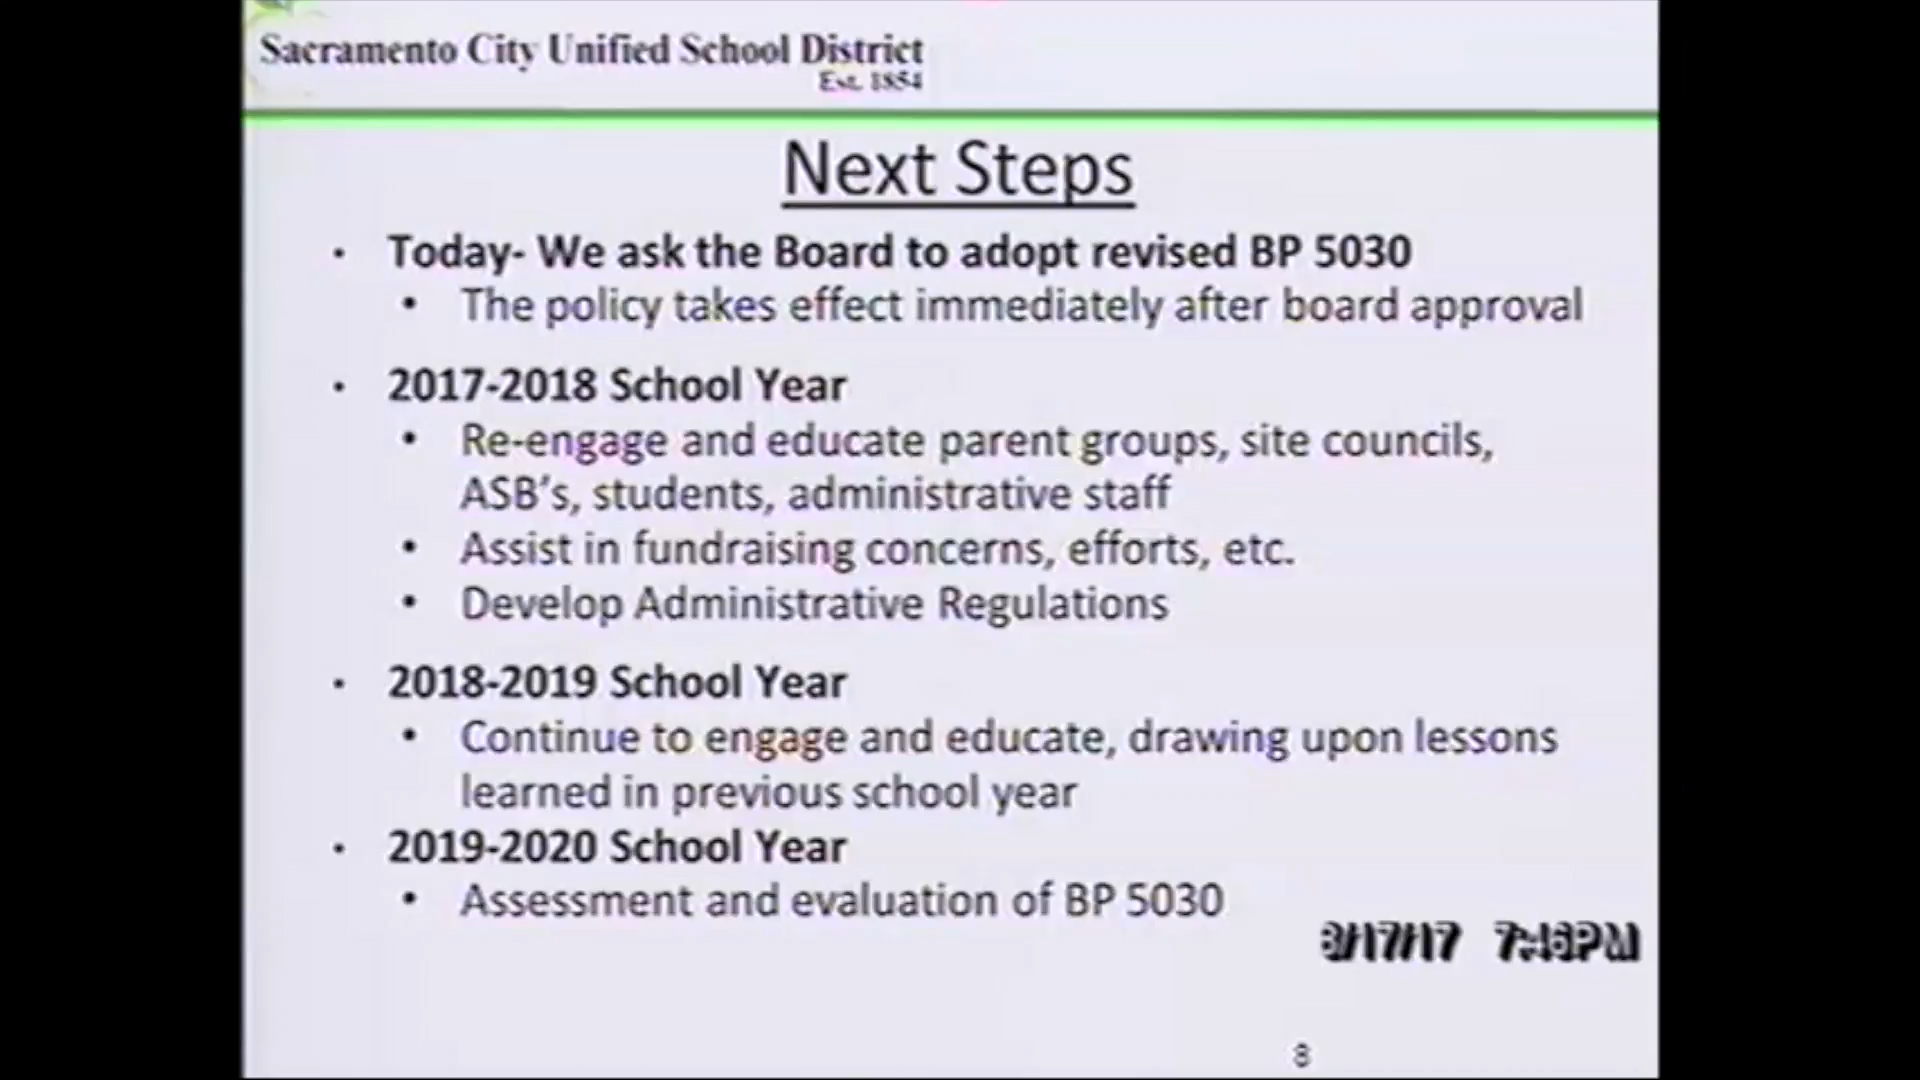 Sacramento City Unified School District
Est. 1854
Next Steps
• Today- We ask the Board to adopt revised BP 5030
• The policy takes effect immediately after board approval
• 2017-2018 School Year
• Re-engage and educate parent groups, site councils,
ASB's, students, administrative staff
• Assist in fundraising concerns, efforts, etc.
• Develop Administrative Regulations
• 2018-2019 School Year
• Continue to engage and educate, drawing upon lessons
learned in previous school year
• 2019-2020 School Year
• Assessment and evaluation of BP 5030
8/17/17
8